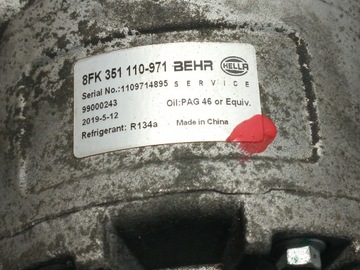 8FK 351 110-971 BEHR HELLA
SERVICE
Serial No.:1109714895
99000243 Oil:PAG 46 or Equiv.
2019-5-12
Refrigerant: R134a Made in China